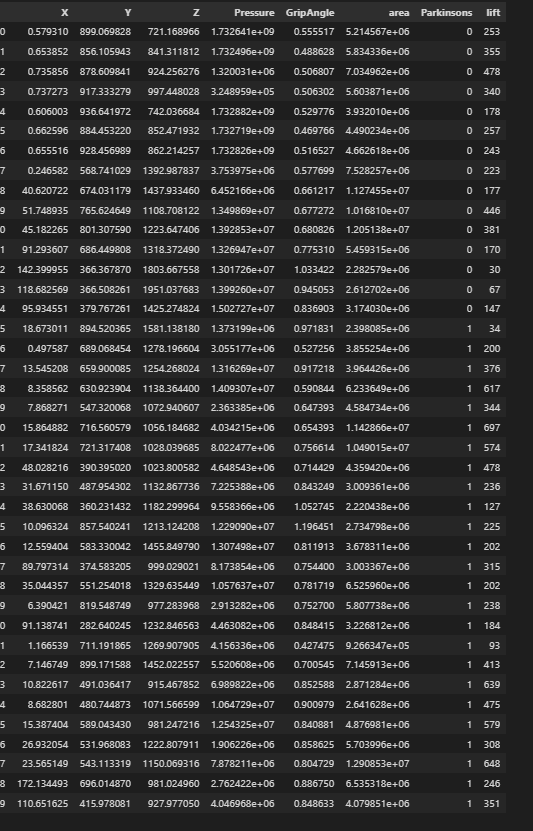 X Y Z Pressure GripAngle area Parkinsons lift
0 0.579310 899.069828 721.168966 1.732641e+09 0.555517 5.214567e+06 0 253
1 0.653852 856.105943 841.311812 1.732496e+09 0.488628 5.834336e+06 0 355
2 0.735856 878.609841 924.256276 1.320031e+06 0.506807 7.034962e+06 0 478
3 0.737273 917.333279 997.448028 3.248959e+05 0.506302 5.603871e+06 0 340
4 0.606003 936.641972 742.036684 1.732882e+09 0.529776 3.932010e+06 0 178
5 0.662596 884.453220 852.471932 1.732719e+09 0.469766 4.490234e+06 0 257
6 0.655516 928.456989 862.214257 1.732826e+09 0.516527 4.662618e+06 0 243
7 0.246582 568.741029 1392.987837 3.753975e+06 0.577699 7.528257e+06 0 223
8 40.620722 674.031179 1437.933460 6.452166e+06 0.661217 1.127455e+07 0 177
9 51.748935 765.624649 1108.708122 1.349869e+07 0.677272 1.016810e+07 0 446
0 45.182265 801.307590 1223.647406 1.392853e+07 0.680826 1.205138e+07 0 381
1 91.293607 686.449808 1318.372490 1.326947e+07 0.775310 5.459315e+06 0 170
2 142.399955 366.367870 1803.667558 1.301726e+07 1.033422 2.282579e+06 0 30
3 118.682569 366.508261 1951.037683 1.399260e+07 0.945053 2.612702e+06 0 67
4 95.934551 379.767261 1425.274824 1.502727e+07 0.836903 3.174030e+06 0 147
5 18.673011 894.520365 1581.138180 1.373199e+06 0.971831 2.398085e+06 1 34
6 0.497587 689.068454 1278.196604 3.055177e+06 0.527256 3.855254e+06 1 200
7 13.545208 659.900085 1254.268024 1.316269e+07 0.917218 3.964426e+06 1 376
8 8.358562 630.923904 1138.364400 1.409307e+07 0.590844 6.233649e+06 1 617
9 7.868271 547.320068 1072.940607 2.363385e+06 0.647393 4.584734e+06 1 344
0 15.864882 716.560579 1056.184682 4.034215e+06 0.654393 1.142866e+07 1 697
1 17.341824 721.317408 1028.039685 8.022477e+06 0.756614 1.049015e+07 1 574
2 48.028216 390.395020 1023.800582 4.648543e+06 0.714429 4.359420e+06 1 478
3 31.671150 487.954302 1132.867736 7.225388e+06 0.843249 3.009361e+06 1 236
4 38.630068 360.231432 1182.299964 9.558366e+06 1.052745 2.220438e+06 1 127
5 10.096324 857.540241 1213.124208 1.229090e+07 1.196451 2.734798e+06 1 225
6 12.559404 583.330042 1455.849790 1.307498e+07 0.811913 3.678311e+06 1 202
7 89.797314 374.583205 999.029021 8.173854e+06 0.754400 3.003367e+06 1 315
8 35.044357 551.254018 1329.635449 1.057637e+07 0.781719 6.525960e+06 1 202
9 6.390421 819.548749 977.283968 2.913282e+06 0.752700 5.807738e+06 1 238
0 91.138741 282.640245 1232.846563 4.463082e+06 0.848415 3.226812e+06 1 184
1 1.166539 711.191865 1269.907905 4.156336e+06 0.427475 9.266347e+05 1 93
2 7.146749 899.171588 1452.022557 5.520608e+06 0.700545 7.145913e+06 1 413
3 10.822617 491.036417 915.467852 6.989822e+06 0.852588 2.871284e+06 1 639
4 8.682801 480.744873 1071.566599 1.064729e+07 0.900979 2.641628e+06 1 475
5 15.387404 589.043430 981.247216 1.254325e+07 0.840881 4.876981e+06 1 579
6 26.932054 531.968083 1222.807911 1.906226e+06 0.858625 5.703996e+06 1 308
7 23.565149 543.113319 1150.069316 7.878211e+06 0.804729 1.290853e+07 1 648
8 172.134493 696.014870 981.024960 2.762422e+06 0.886750 6.535318e+06 1 246
9 110.651625 415.978081 927.977050 4.046968e+06 0.848633 4.079851e+06 1 351